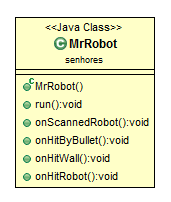 <<Java Class>>
MrRobot
senhores
MrRobot()
run():void
onScannedRobot():void
onHitByBullet():void
onHitWall():void
onHitRobot():void